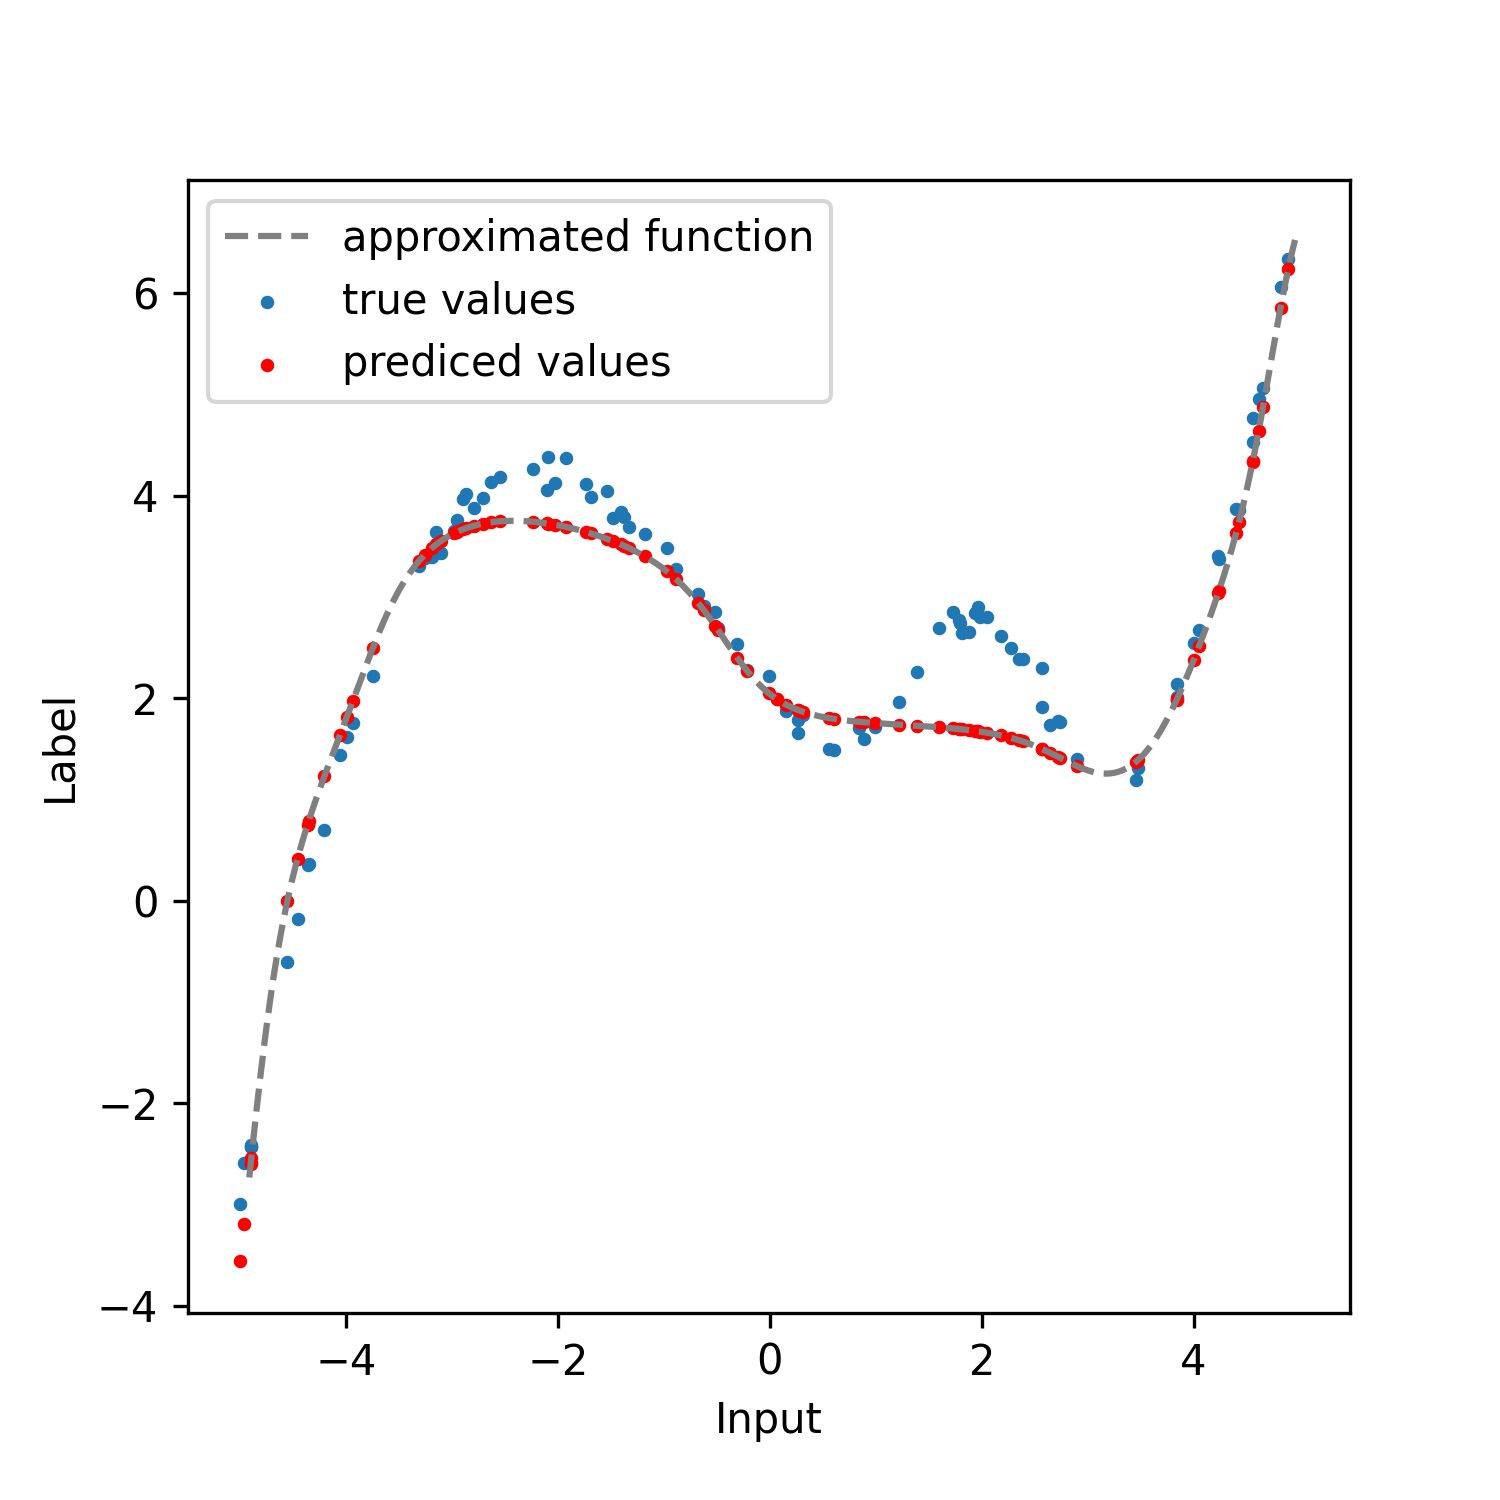 approximated function
true values
prediced values
6
4
2
0
−2
−4
Label
−4 −2 0 2 4
Input